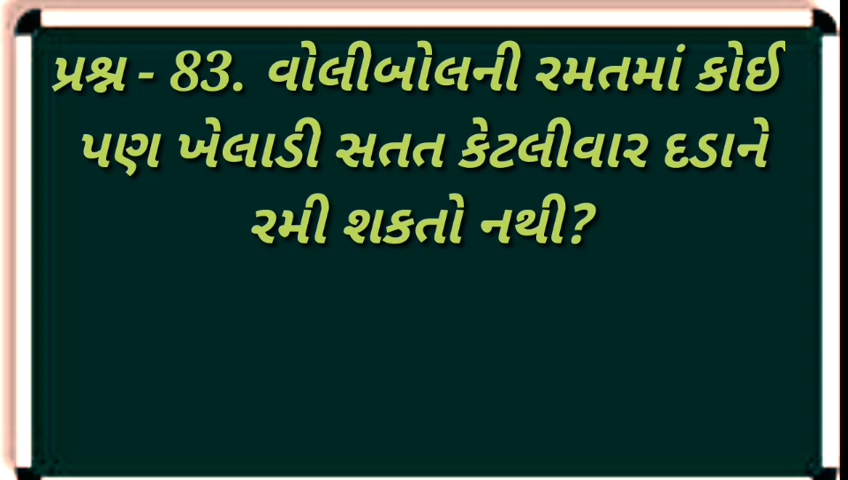 પ્રશ્ન - 83. વોલીબોલની રમતમાં કોઈ
પણ ખેલાડી સતત કેટલીવાર દડાને
રમી શકતો નથી?